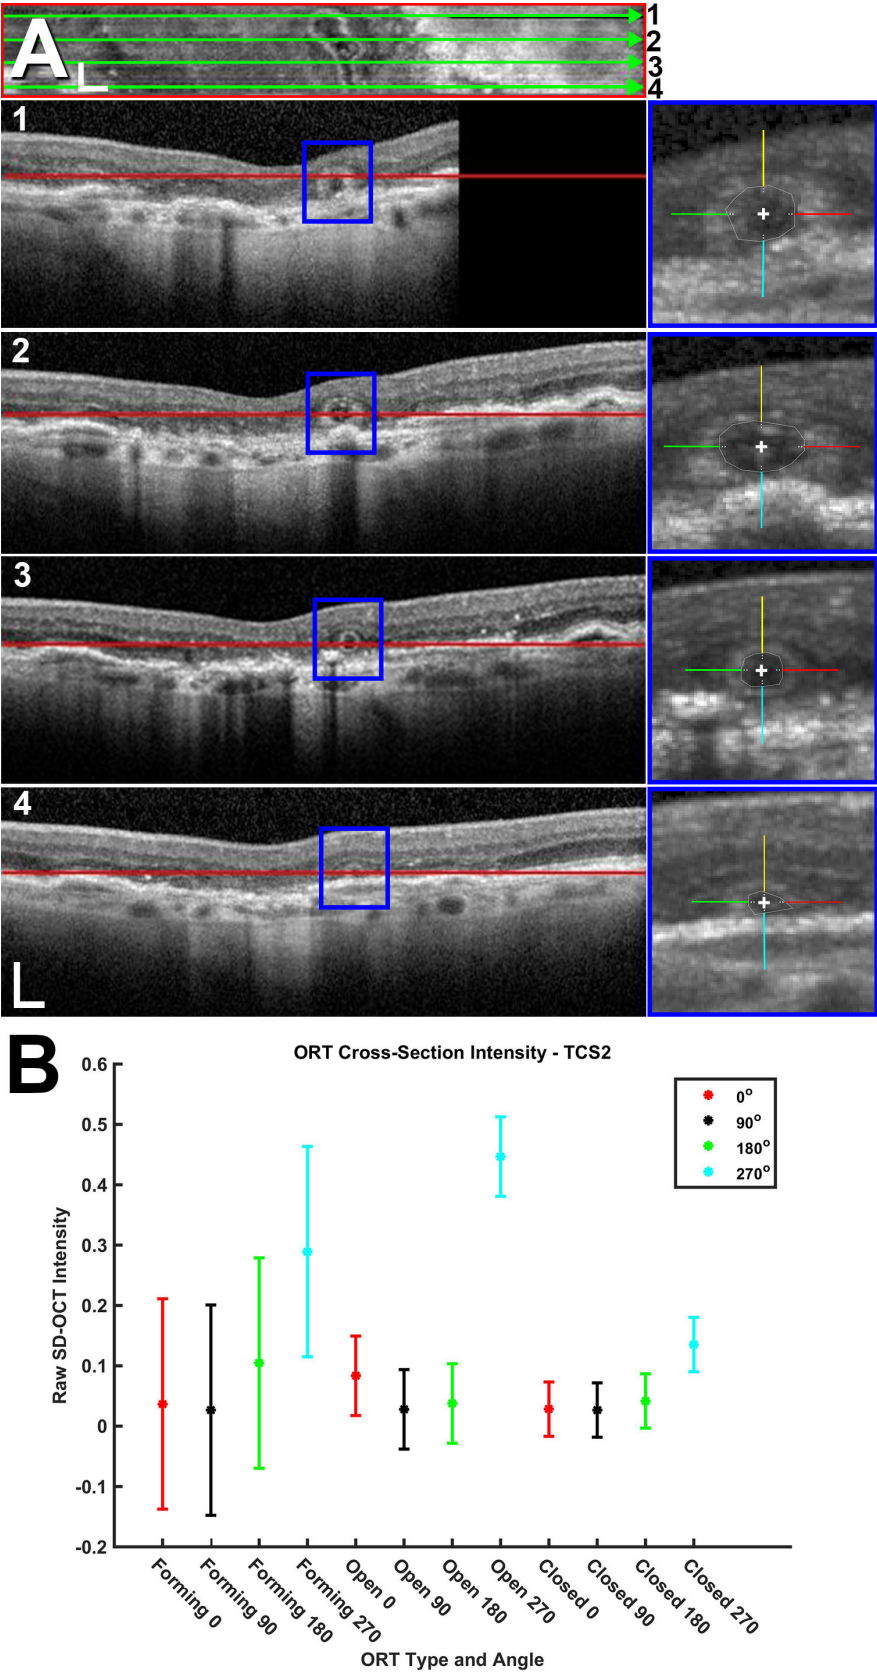 A
1
2
3
4
1
2
3
4
B
ORT Cross-Section Intensity - TCS2
0°
90°
180°
270°
Raw SD-OCT Intensity
0.6
0.5
0.4
0.3
0.2
0.1
0
-0.1
-0.2
Forming 0
Forming 90
Forming 180
Forming 270
Open 0
Open 90
Open 180
Open 270
Closed 0
Closed 90
Closed 180
Closed 270
ORT Type and Angle